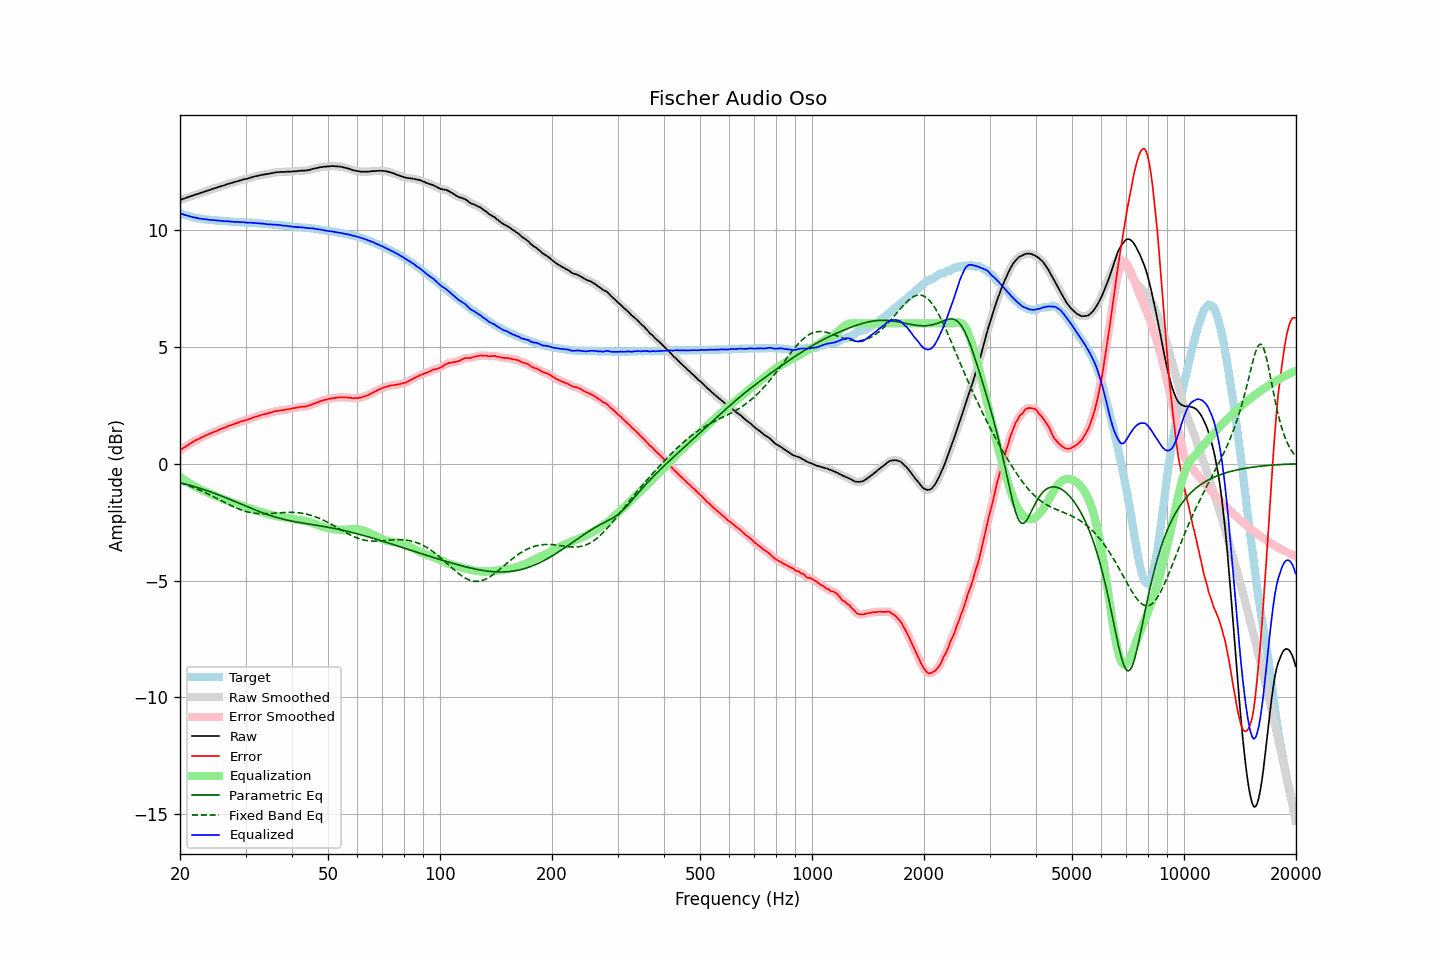 Fischer Audio Oso
Amplitude (dBr)
10
5
0
−5
−10
−15
Target
Raw Smoothed
Error Smoothed
Raw
Error
Equalization
Parametric Eq
Fixed Band Eq
Equalized
20 50 100 200 500 1000 2000 5000 10000 20000
Frequency (Hz)